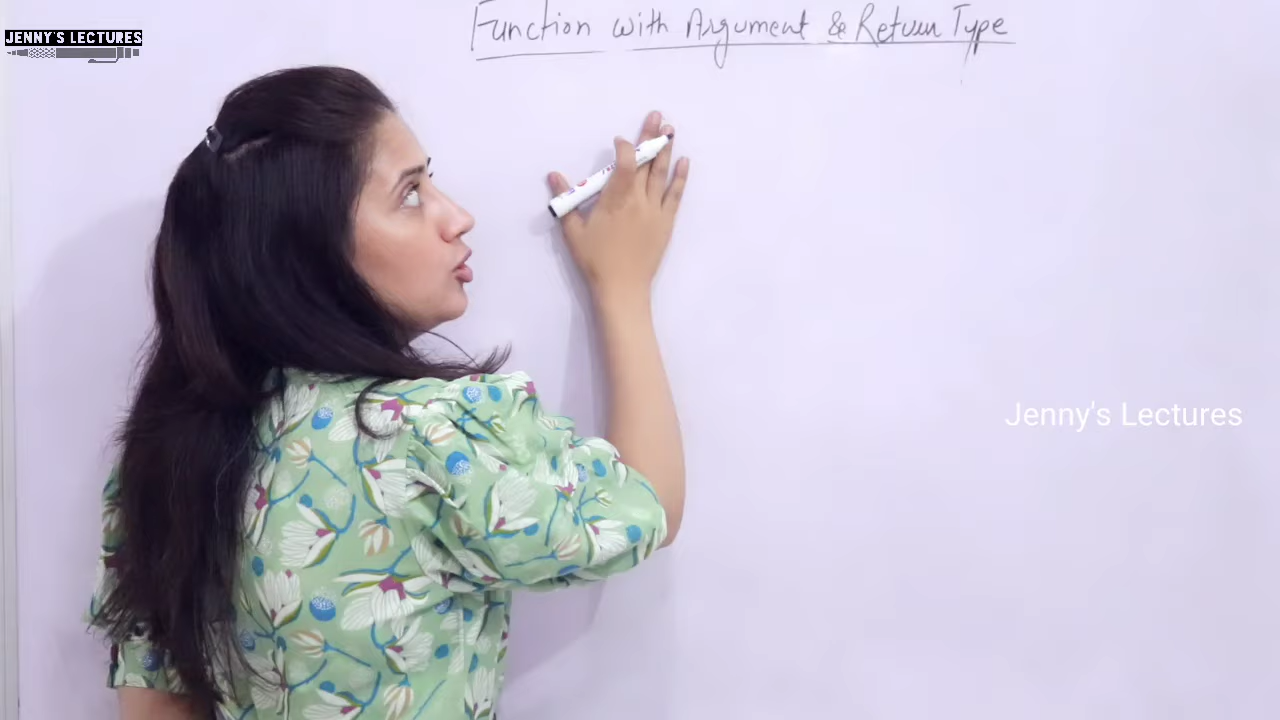 JENNY'S LECTURES
Function with Argument & Return Type
Jenny's Lectures